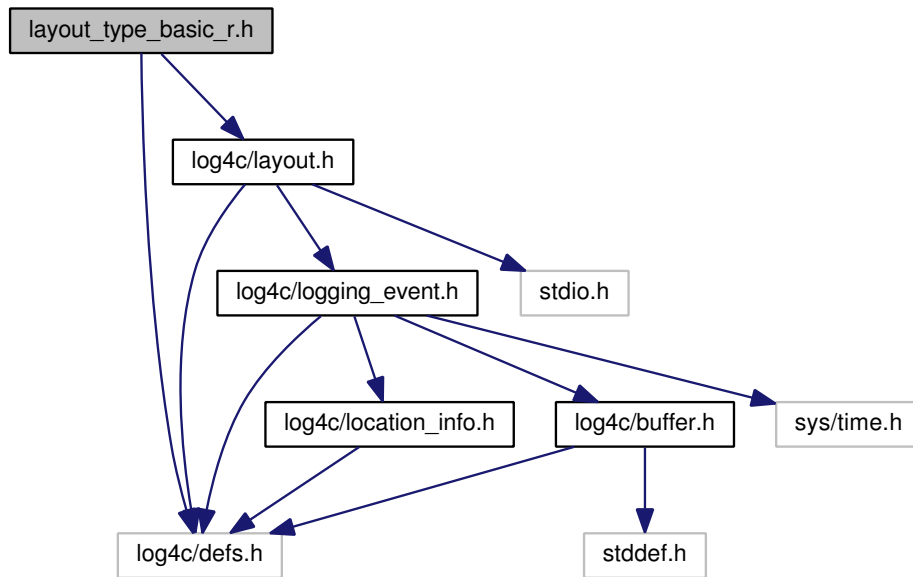 layout_type_basic_r.h
log4c/layout.h
log4c/logging_event.h
stdio.h
log4c/location_info.h
log4c/buffer.h
sys/time.h
log4c/defs.h
stddef.h